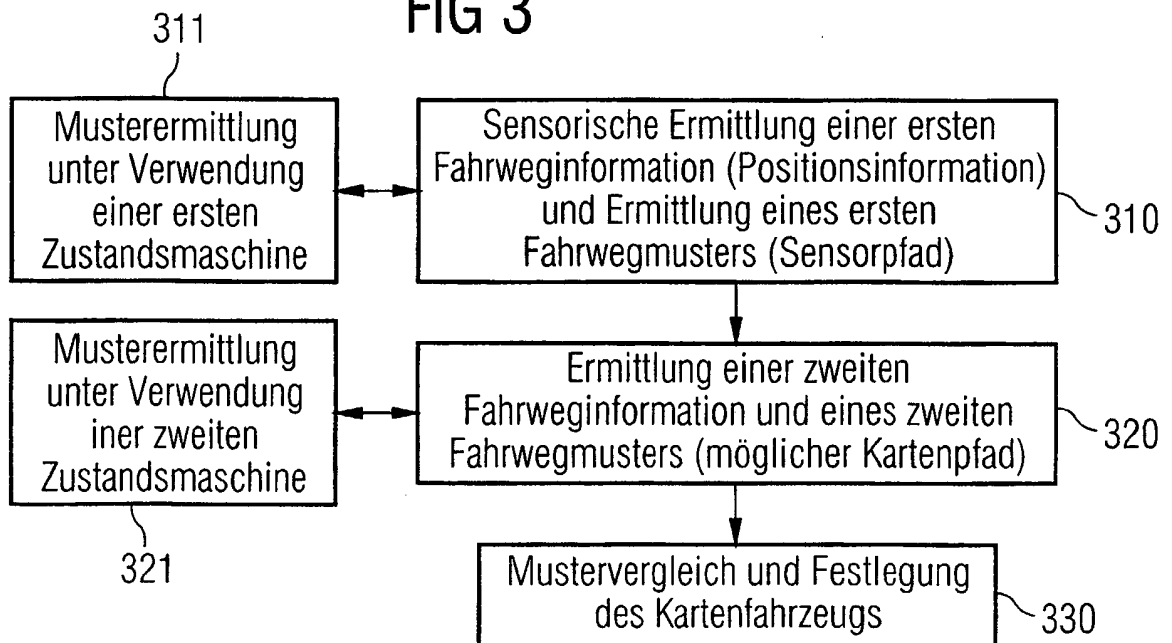 FIG 3
311
Musterermittlung
unter Verwendung
einer ersten
Zustandsmaschine
Sensorische Ermittlung einer ersten
Fahrweginformation (Positionsinformation)
und Ermittlung eines ersten
Fahrwegmusters (Sensorpfad)
310
Musterermittlung
unter Verwendung
iner zweiten
Zustandsmaschine
321
Ermittlung einer zweiten
Fahrweginformation und eines zweiten
Fahrwegmusters (möglicher Kartenpfad)
320
Mustervergleich und Festlegung
des Kartenfahrzeugs
330